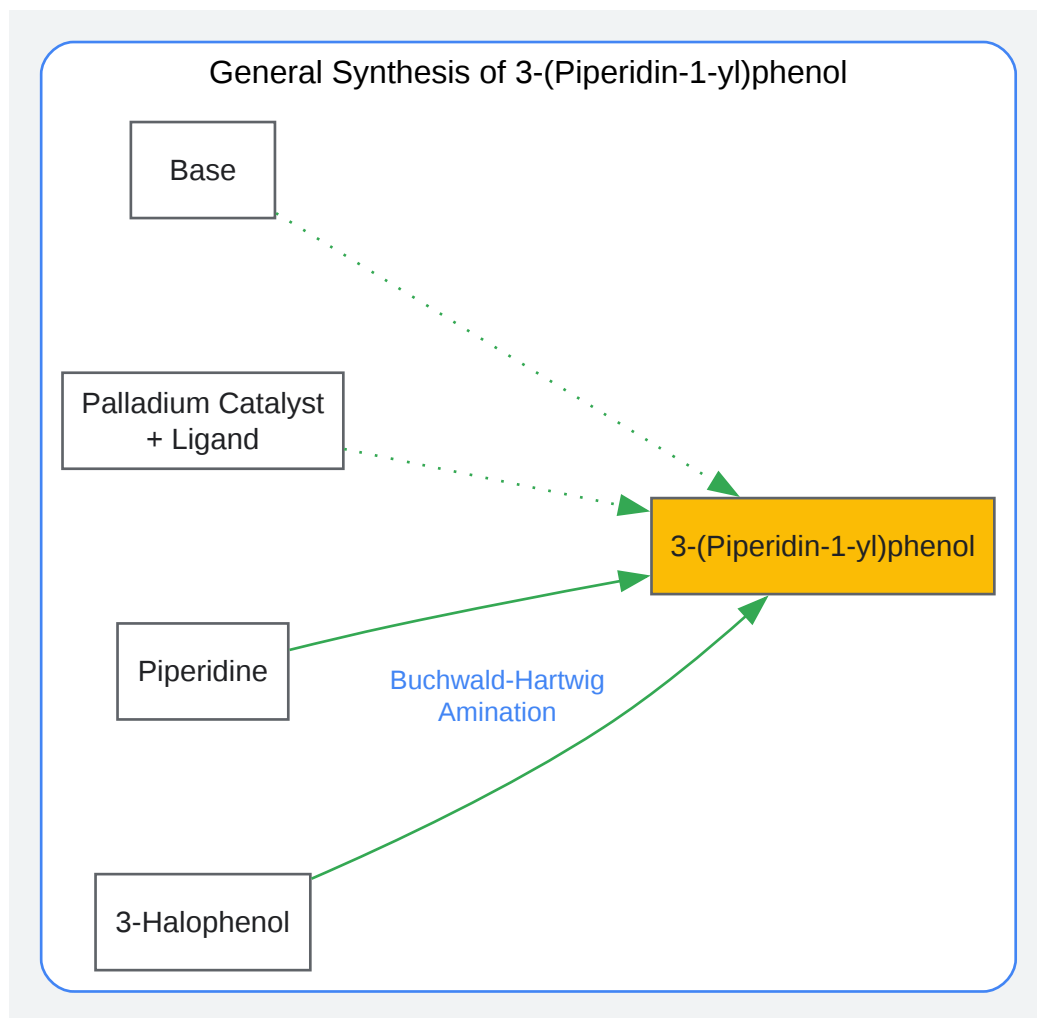 General Synthesis of 3-(Piperidin-1-yl)phenol
Base
Palladium Catalyst
+ Ligand
3-(Piperidin-1-yl)phenol
Piperidine
Buchwald-Hartwig
Amination
3-Halophenol